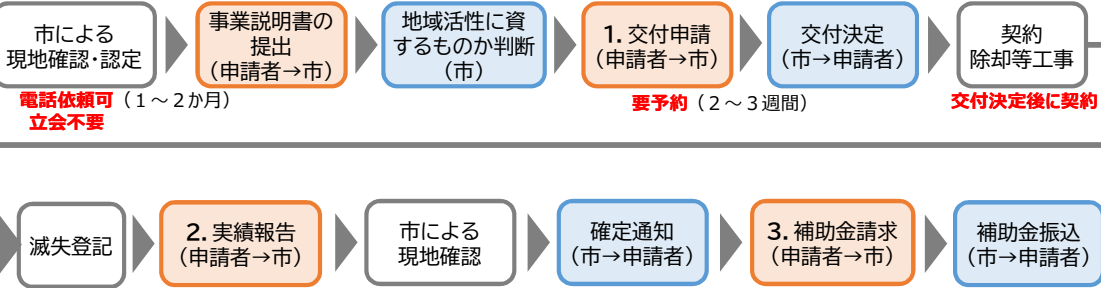 市による
現地確認・認定
電話依頼可（１～２か月）
立会不要
事業説明書の
提出
（申請者→市）
地域活性に資
するものか判断
（市）
1. 交付申請
（申請者→市）
要予約（２～３週間）
交付決定
（市→申請者）
契約
除却等工事
交付決定後に契約
滅失登記
2. 実績報告
（申請者→市）
市による
現地確認
確定通知
（市→申請者）
3. 補助金請求
（申請者→市）
補助金振込
（市→申請者）